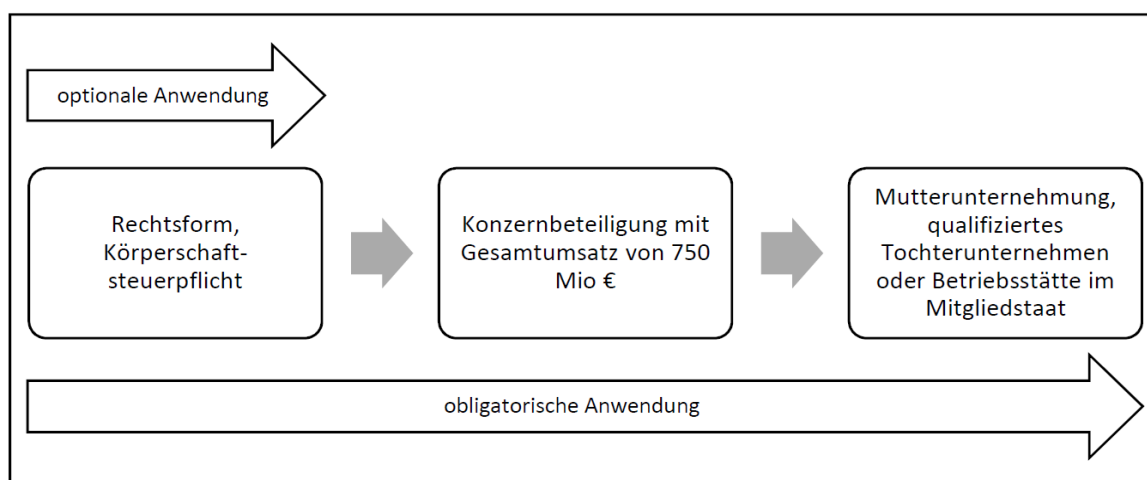 optionale Anwendung
Rechtsform,
Körperschaft-
steuerpflicht
Konzernbeteiligung mit
Gesamtumsatz von 750
Mio €
Mutterunternehmung,
qualifiziertes
Tochterunternehmen
oder Betriebsstätte im
Mitgliedstaat
obligatorische Anwendung